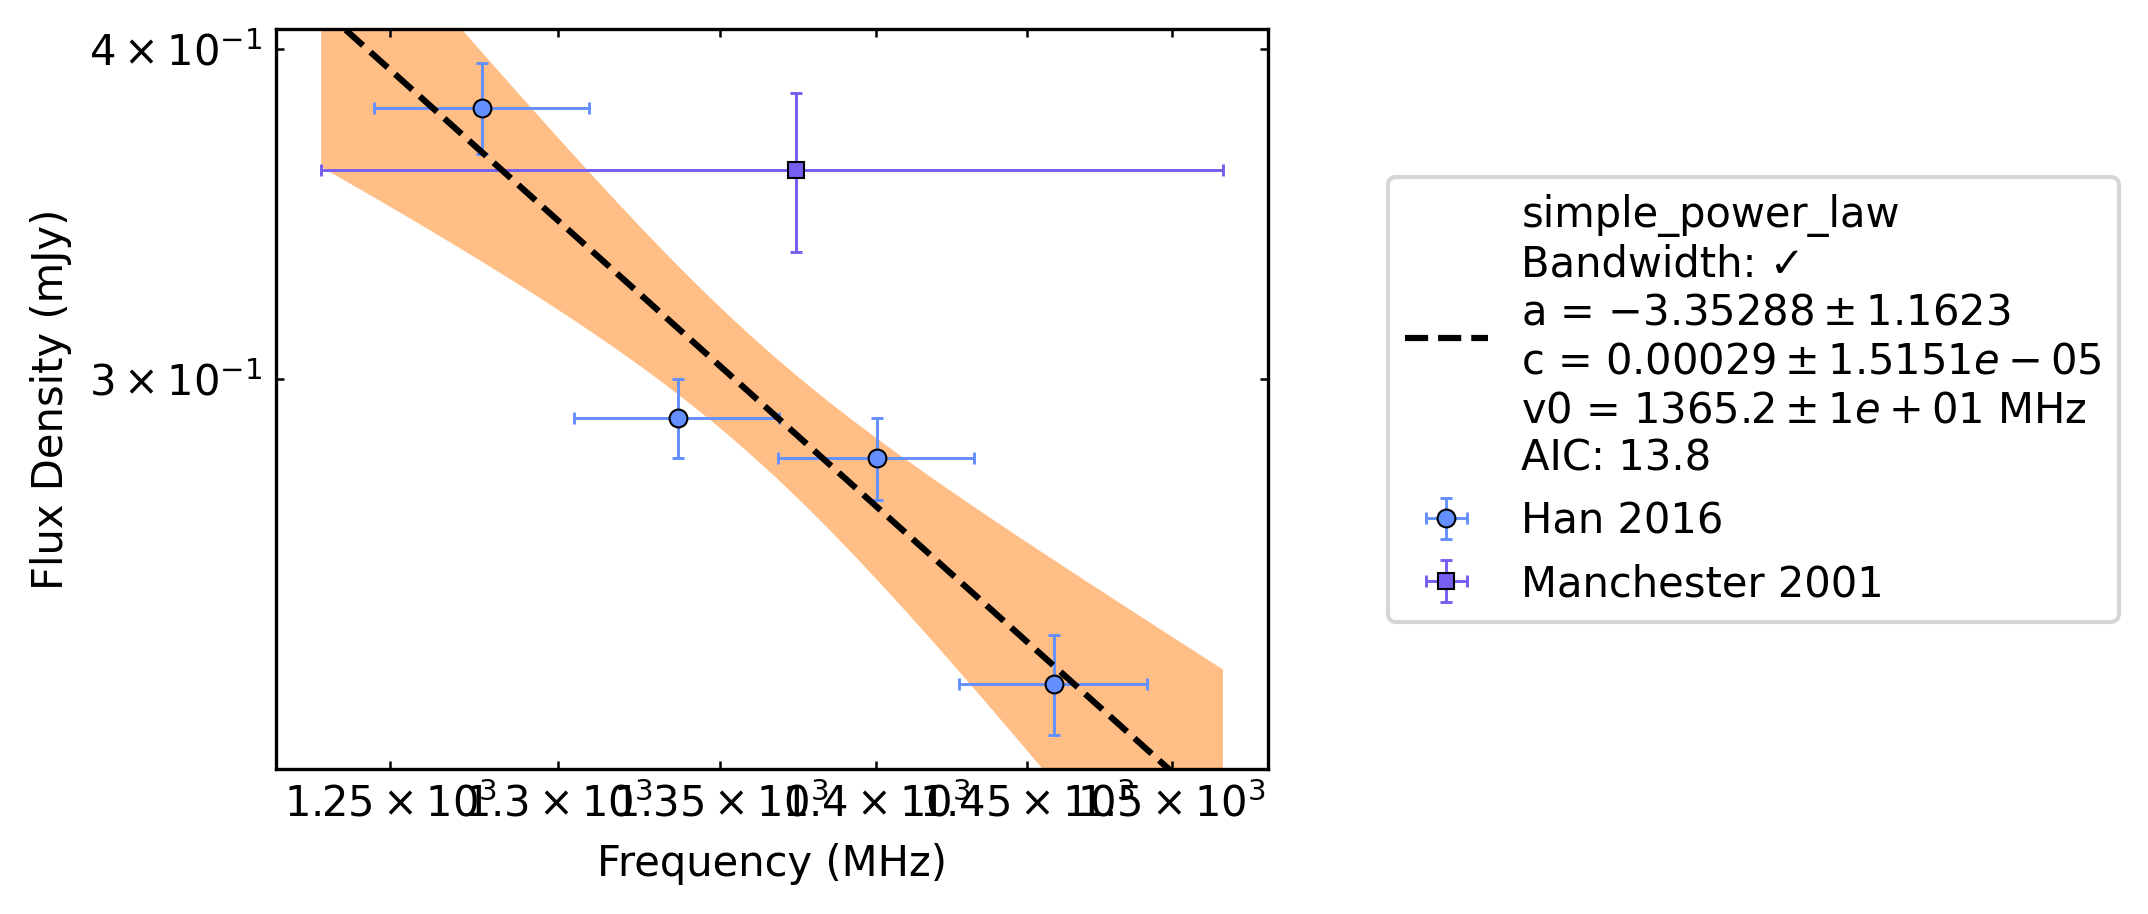 4 × 10⁻¹
3 × 10⁻¹
Flux Density (mJy)
1.25 × 10³ 1.3 × 10³ 1.35 × 10³ 1.4 × 10³ 1.45 × 10³ 1.5 × 10³
Frequency (MHz)
simple_power_law
Bandwidth: ✓
a = −3.35288 ± 1.1623
c = 0.00029 ± 1.5151e − 05
v0 = 1365.2 ± 1e + 01 MHz
AIC: 13.8
Han 2016
Manchester 2001